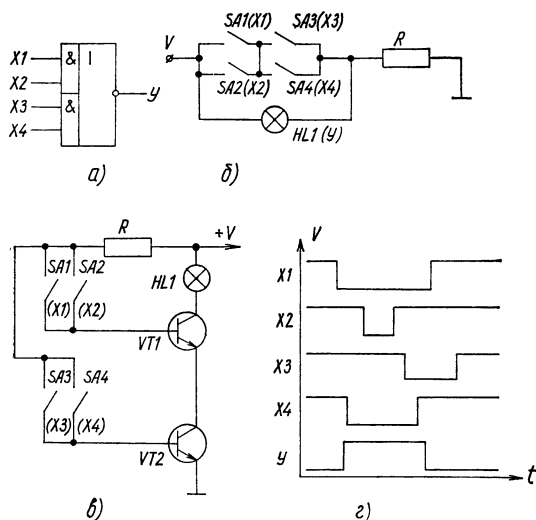 X1
&
1
X2
X3
&
X4
y
а)
V
SA1(X1)
SA3(X3)
SA2(X2)
SA4(X4)
R
HL1 (y)
б)
R
+V
SA1
SA2
(X1)
(X2)
HL1
VT1
SA3
SA4
(X3)
(X4)
VT2
в)
V
X1
X2
X3
X4
y
t
г)